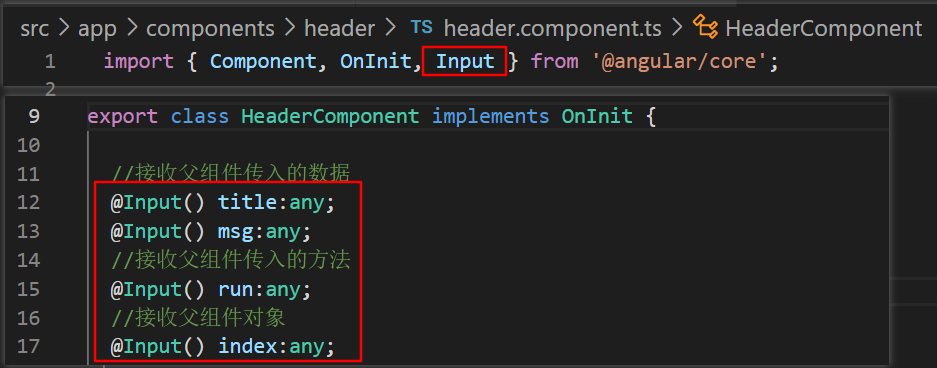 src > app > components > header > TS header.component.ts > HeaderComponent
1 import { Component, OnInit, Input } from '@angular/core';
2
9 export class HeaderComponent implements OnInit {
10
11 //接收父组件传入的数据
12 @Input() title:any;
13 @Input() msg:any;
14 //接收父组件传入的方法
15 @Input() run:any;
16 //接收父组件对象
17 @Input() index:any;